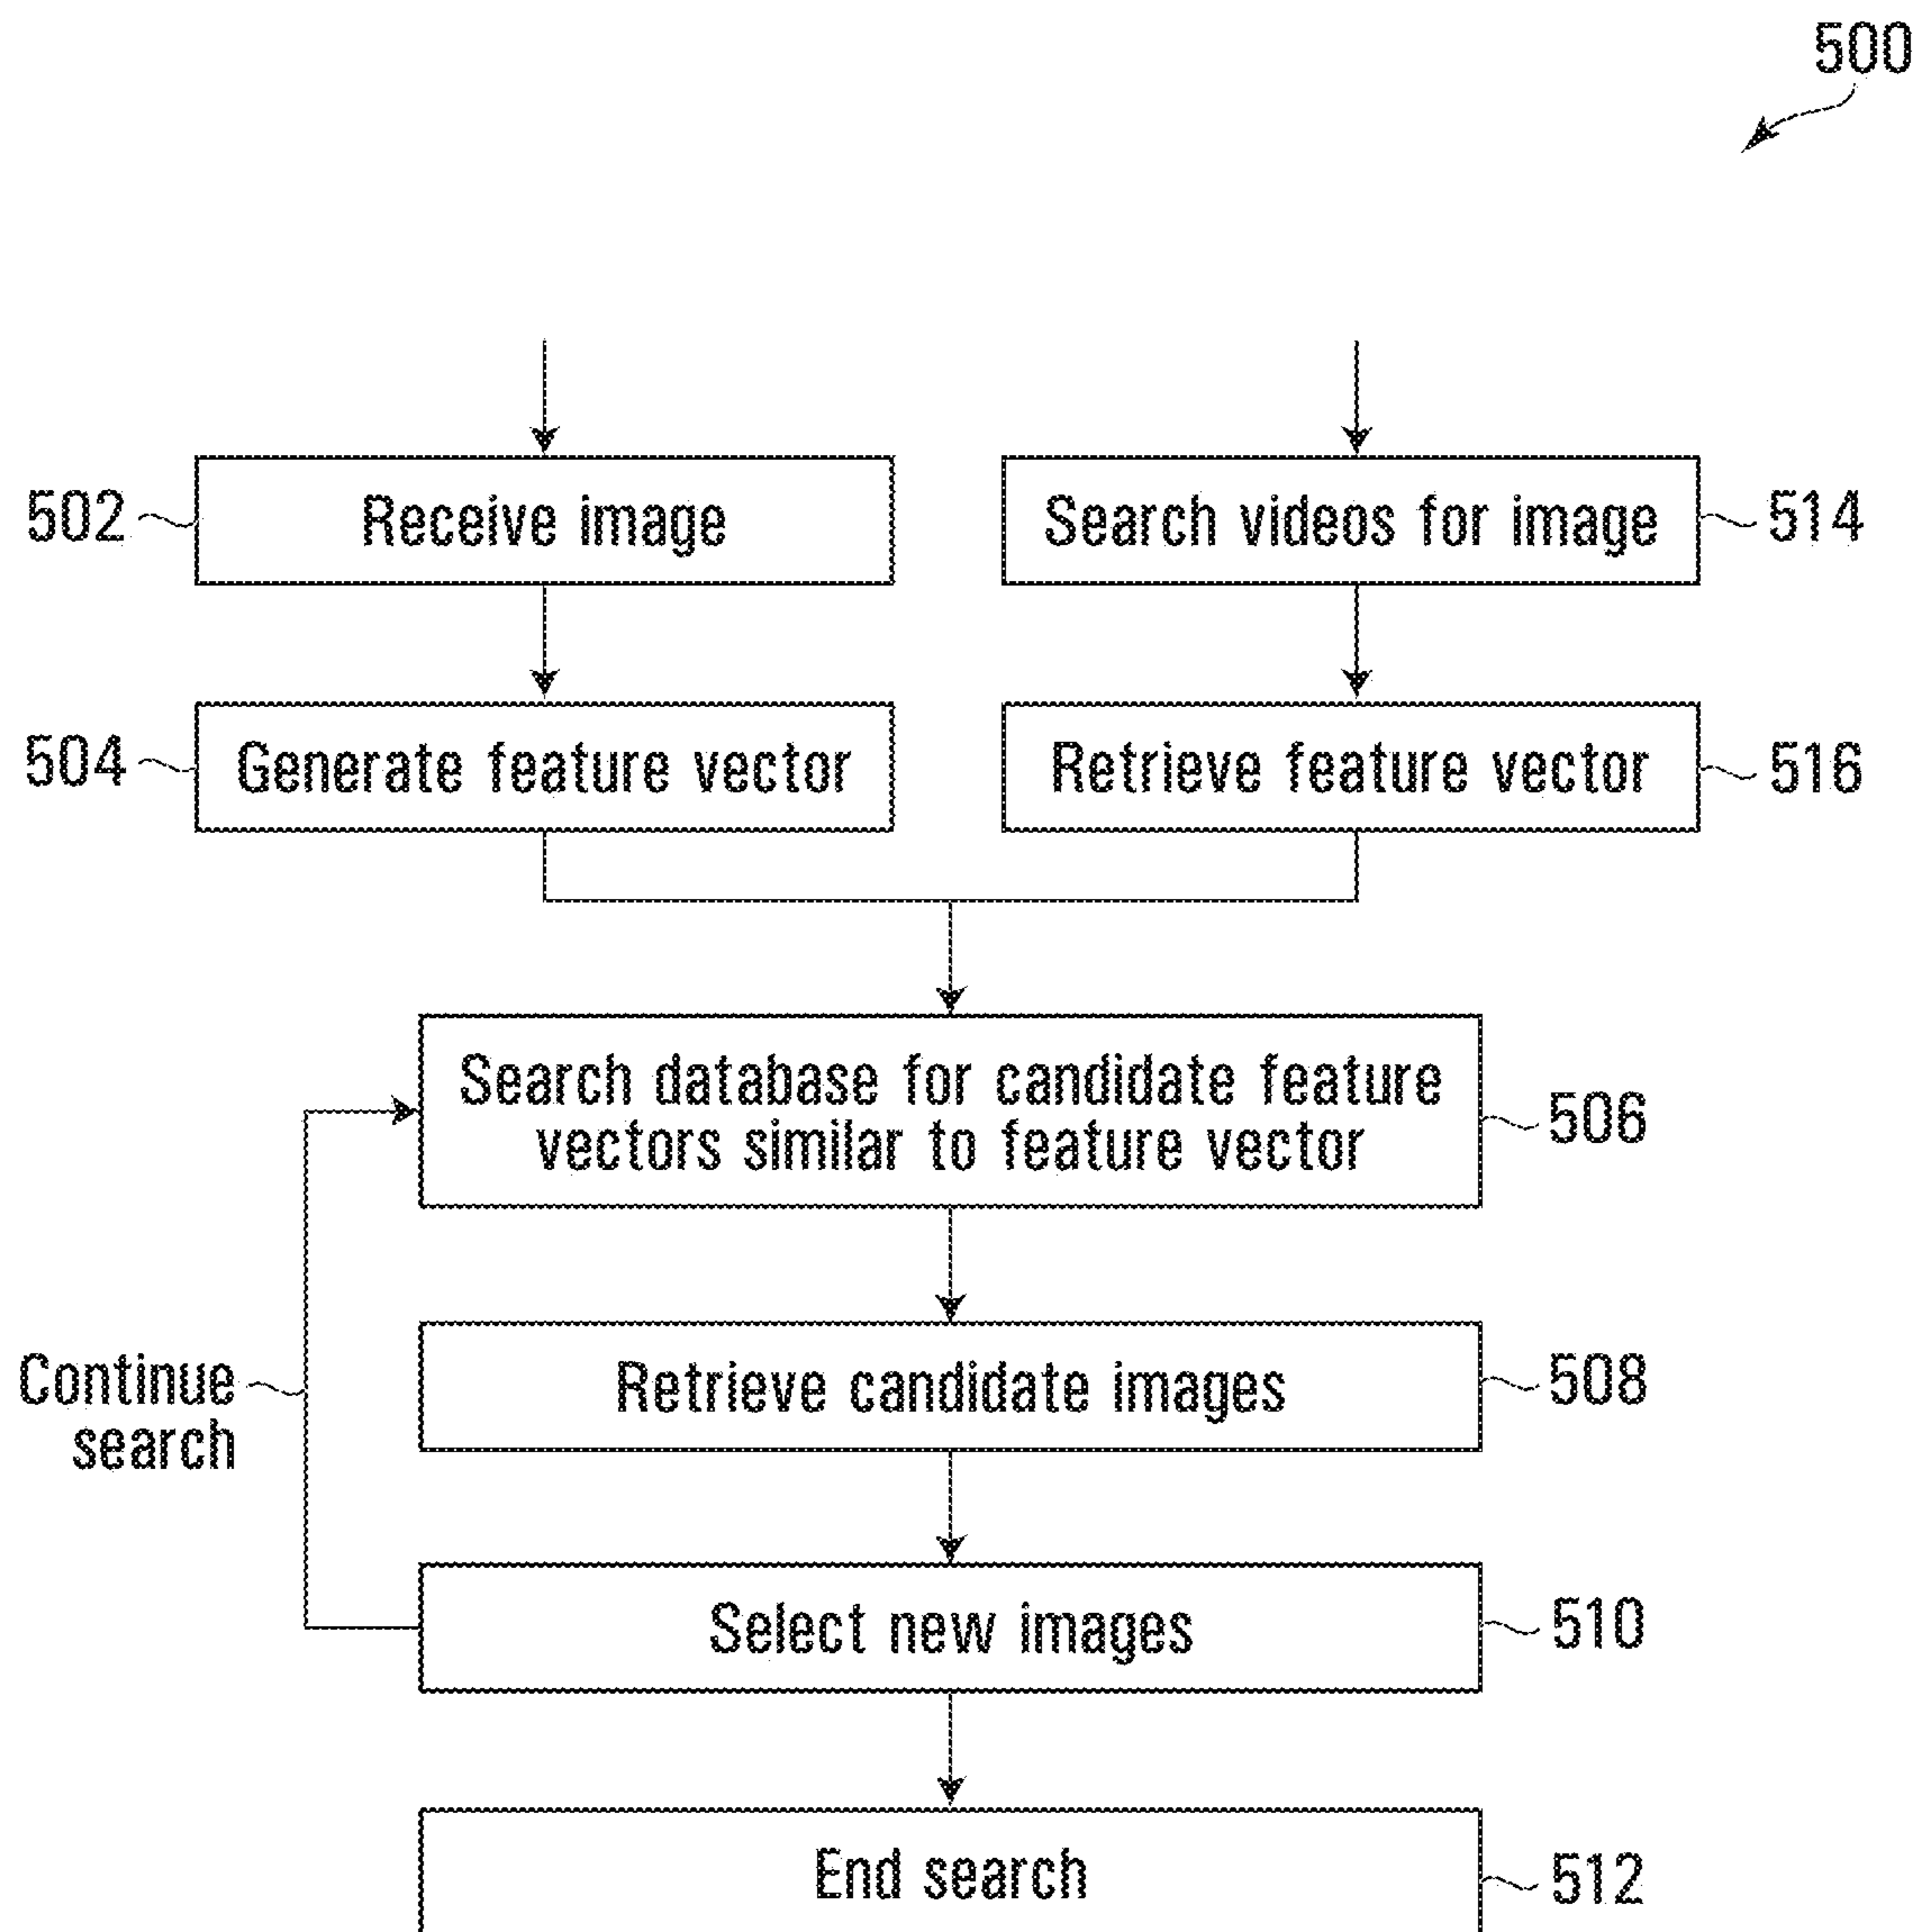 500
502
Receive image
Search videos for image
514
504
Generate feature vector
Retrieve feature vector
516
Search database for candidate feature
vectors similar to feature vector
506
Continue
search
Retrieve candidate images
508
Select new images
510
End search
512